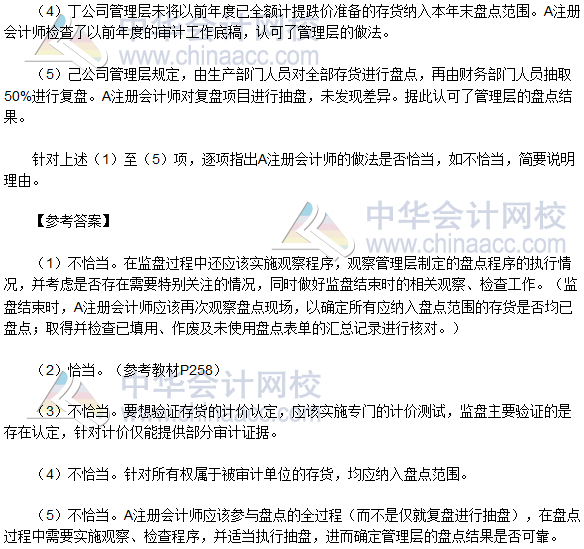 （4）丁公司管理层未将以前年度已全额计提跌价准备的存货纳入本年末盘点范围。A注册
会计师检查了以前年度的审计工作底稿，认可了管理层的做法。
（5）己公司管理层规定，由生产部门人员对全部存货进行盘点，再由财务部门人员抽取
50%进行复盘。A注册会计师对复盘项目进行抽盘，未发现差异。据此认可了管理层的盘点结
果。
针对上述（1）至（5）项，逐项指出A注册会计师的做法是否恰当，如不恰当，简要说明
理由。
【参考答案】
（1）不恰当。在监盘过程中还应该实施观察程序，观察管理层制定的盘点程序的执行情
况，并考虑是否存在需要特别关注的情况，同时做好监盘结束时的相关观察、检查工作。（监
盘结束时，A注册会计师应该再次观察盘点现场，以确定所有应纳入盘点范围的存货是否均已
盘点；取得并检查已填用、作废及未使用盘点表单的汇总记录进行核对。）
（2）恰当。（参考教材P258）
（3）不恰当。要想验证存货的计价认定，应该实施专门的计价测试，监盘主要验证的是
存在认定，针对计价仅能提供部分审计证据。
（4）不恰当。针对所有权属于被审计单位的存货，均应纳入盘点范围。
（5）不恰当。A注册会计师应该参与盘点的全过程（而不是仅就复盘进行抽盘），在盘点
过程中需要实施观察、检查程序，并适当执行抽盘，进而确定管理层的盘点结果是否可靠。
中华会计网校
www.chinaacc.com
中华会计网校
www.chinaacc.com
中华会计网校
www.chinaacc.com